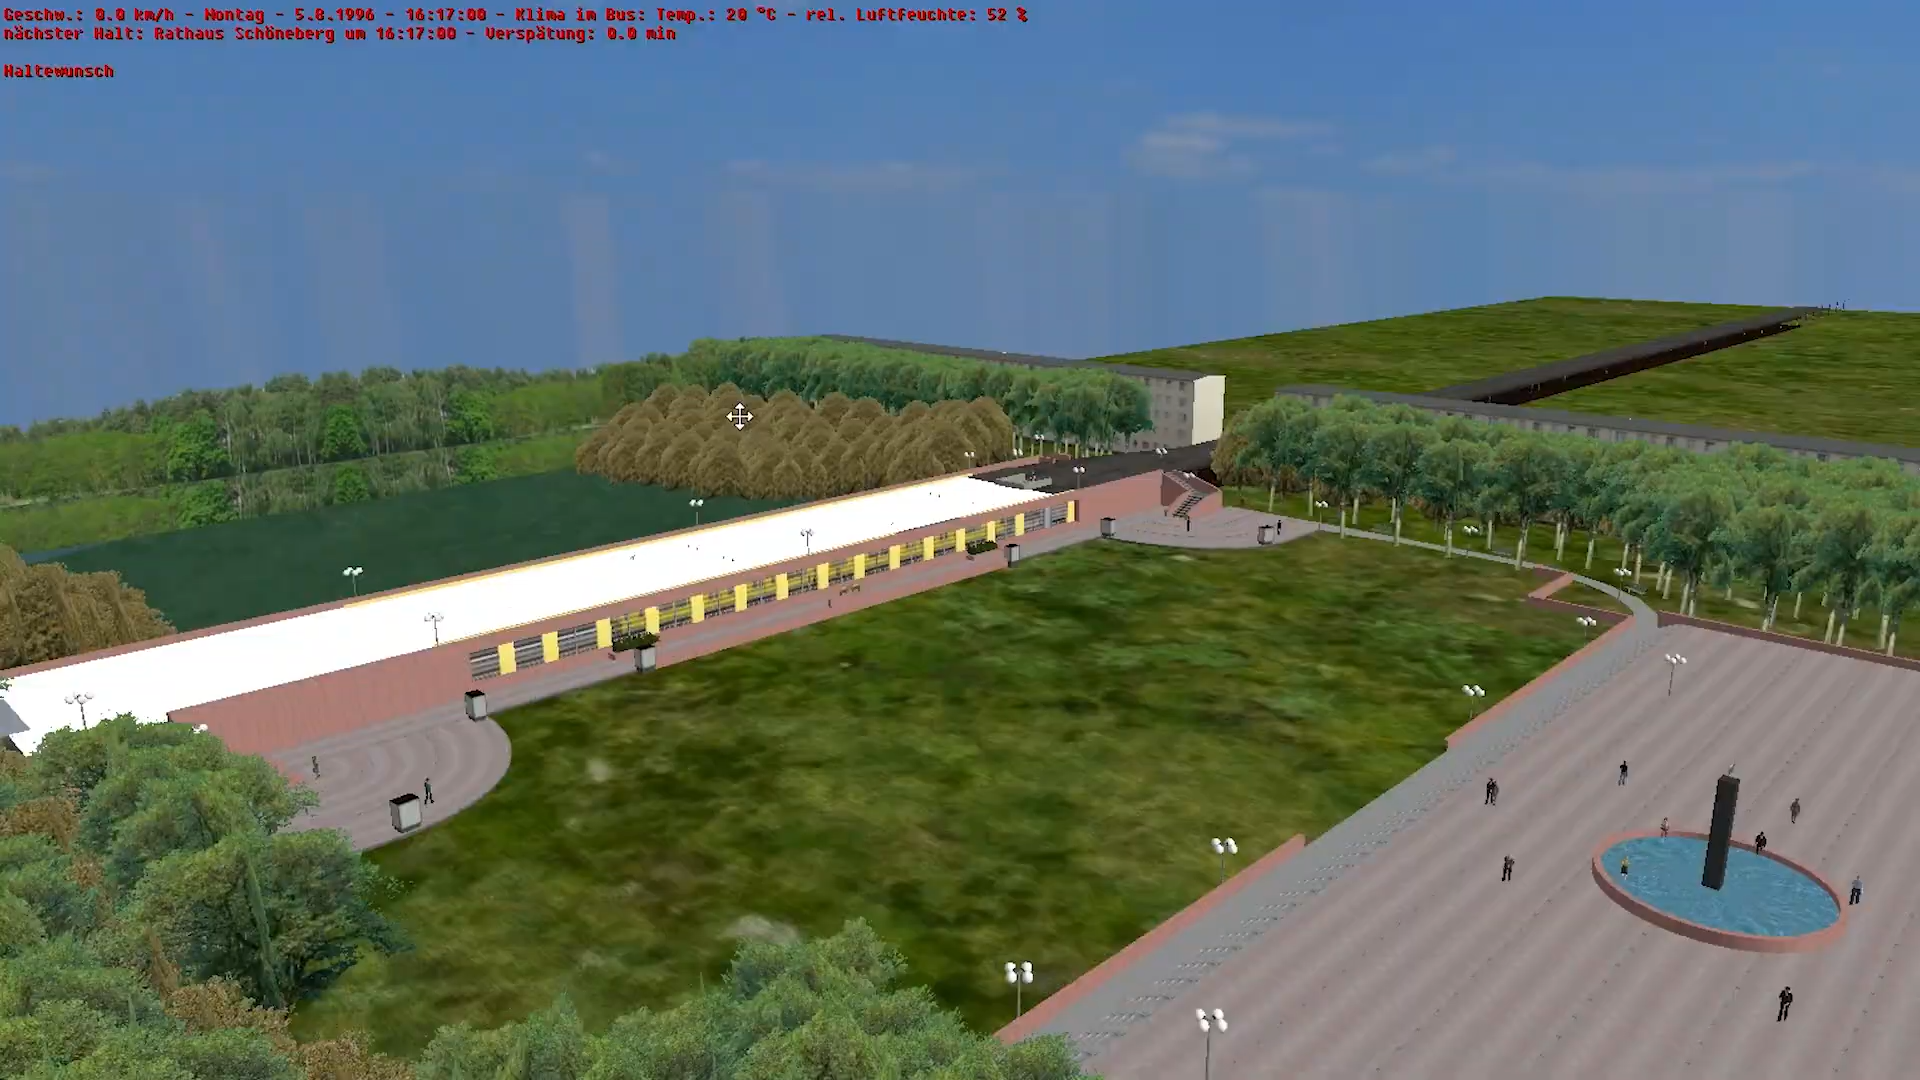 Geschw.: 0.0 km/h - Montag - 5.8.1996 - 16:17:00 - Klima im Bus: Temp.: 20 °C - rel. Luftfeuchte: 52 %
nächster Halt: Rathaus Schöneberg um 16:17:00 - Verspätung: 0.0 min
Haltewunsch